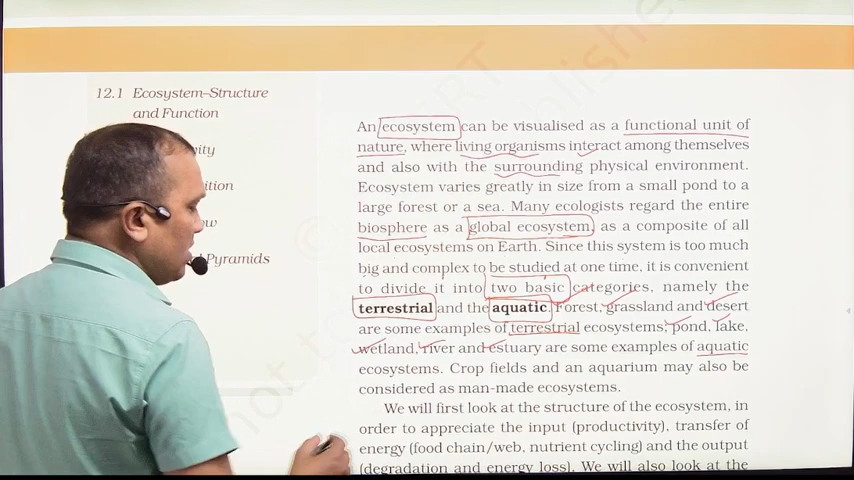 12.1 Ecosystem–Structure
and Function
An ecosystem can be visualised as a functional unit of
nature, where living organisms interact among themselves
and also with the surrounding physical environment.
Ecosystem varies greatly in size from a small pond to a
large forest or a sea. Many ecologists regard the entire
biosphere as a global ecosystem, as a composite of all
local ecosystems on Earth. Since this system is too much
big and complex to be studied at one time, it is convenient
to divide it into two basic categories, namely the
terrestrial and the aquatic. Forest, grassland and desert
are some examples of terrestrial ecosystems; pond, lake,
wetland, river and estuary are some examples of aquatic
ecosystems. Crop fields and an aquarium may also be
considered as man-made ecosystems.
We will first look at the structure of the ecosystem, in
order to appreciate the input (productivity), transfer of
energy (food chain/web, nutrient cycling) and the output
(degradation and energy loss). We will also look at the
Pyramids